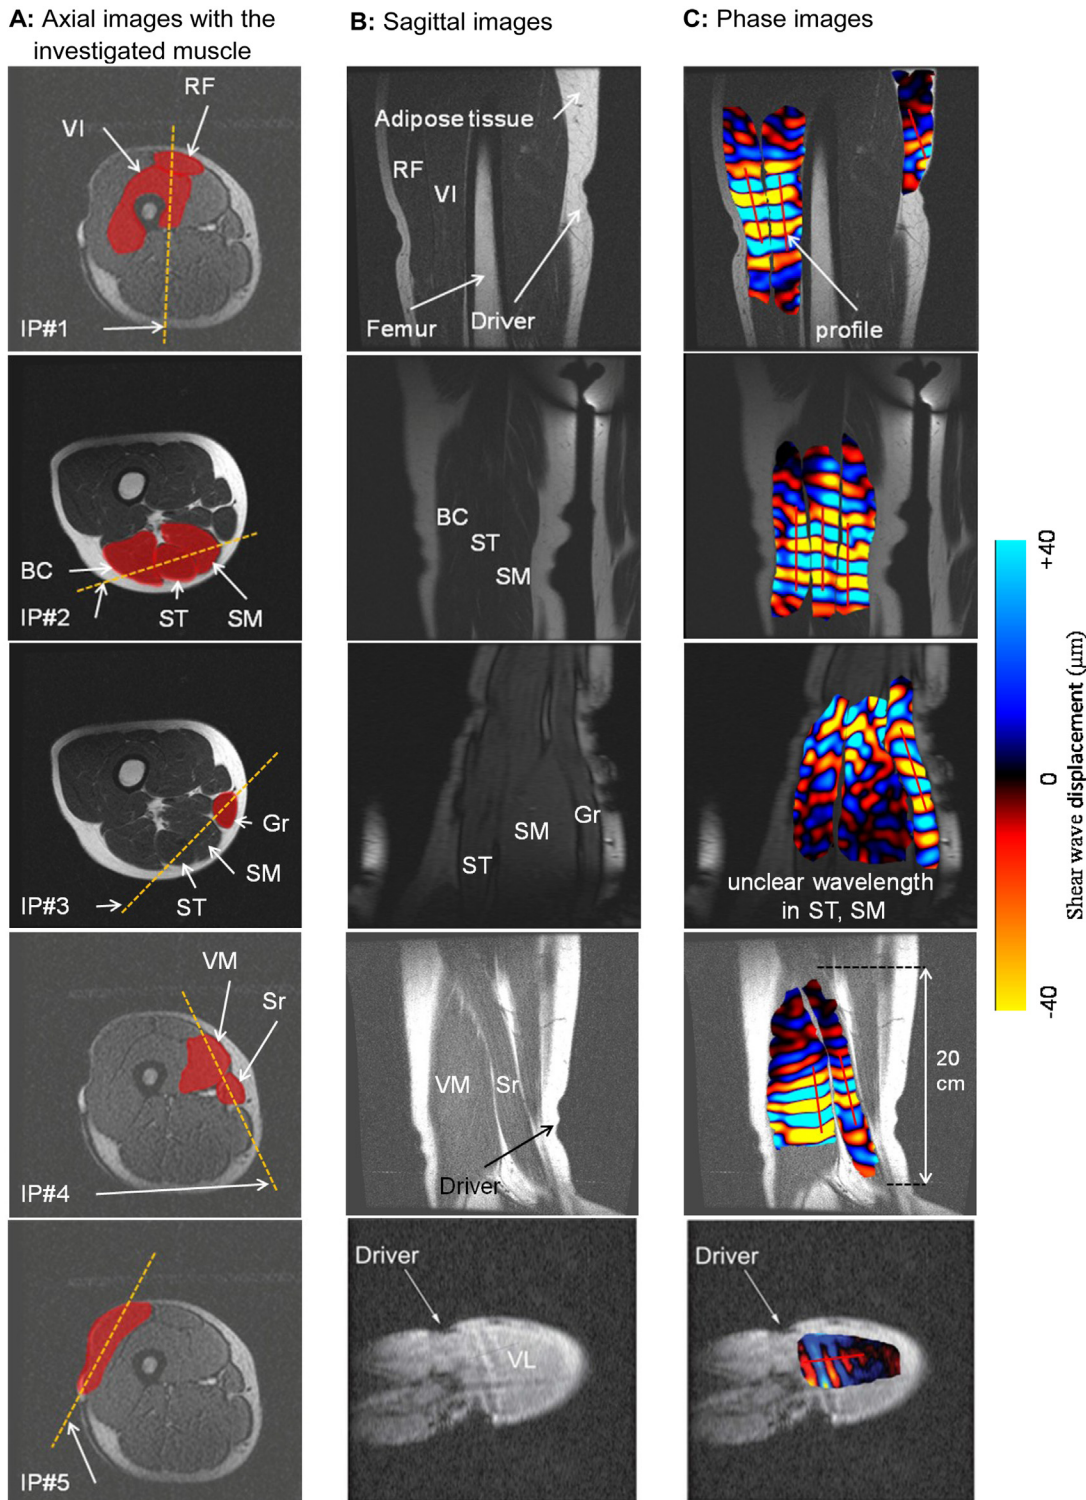 A: Axial images with the
investigated muscle
B: Sagittal images
C: Phase images
RF
VI
IP#1
Adipose tissue
RF
VI
Femur
Driver
profile
BC
IP#2
ST
SM
BC
ST
SM
Gr
SM
IP#3
ST
SM
Gr
ST
unclear wavelength
in ST, SM
VM
Sr
IP#4
VM
Sr
Driver
20
cm
IP#5
Driver
VL
Driver
+40
0
-40
Shear wave displacement (µm)